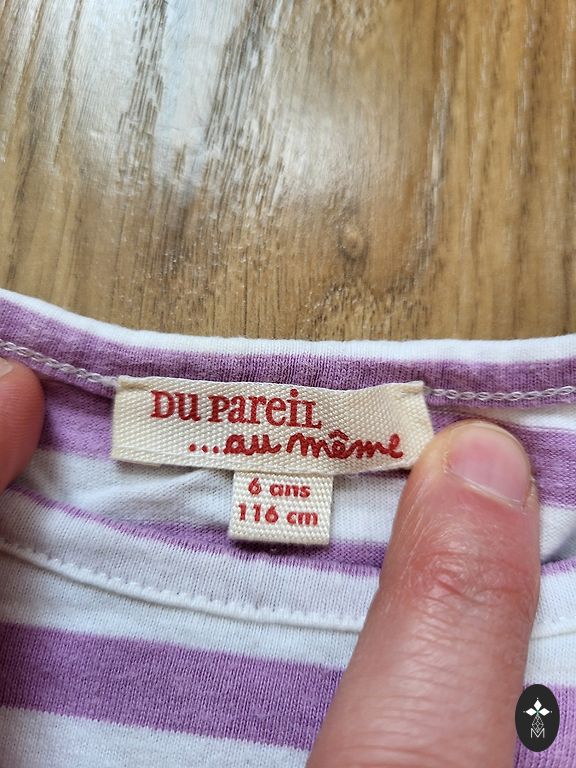 Du Pareil
...au même
6 ans
116 cm
M